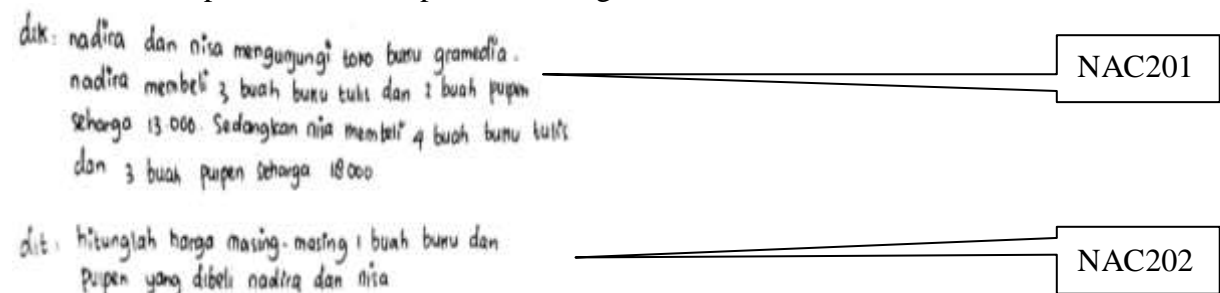 dik: nadira dan nisa mengunjungi toko buku gramedia.
nadira membeli 3 buah buku tulis dan 2 buah pulpen
seharga 13.000. Sedangkan nisa membeli 4 buah buku tulis
dan 3 buah pulpen seharga 18000
NAC201
dit: hitunglah harga masing-masing 1 buah buku dan
pulpen yang dibeli nadira dan nisa
NAC202